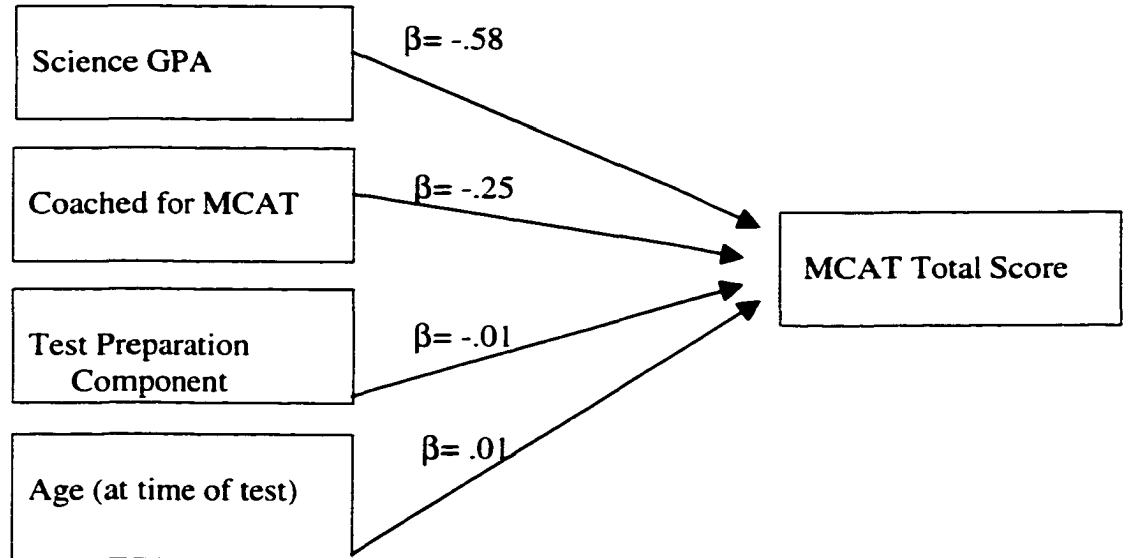 Science GPA
β= -.58
Coached for MCAT
β= -.25
MCAT Total Score
Test Preparation
Component
β= -.01
β= .01
Age (at time of test)